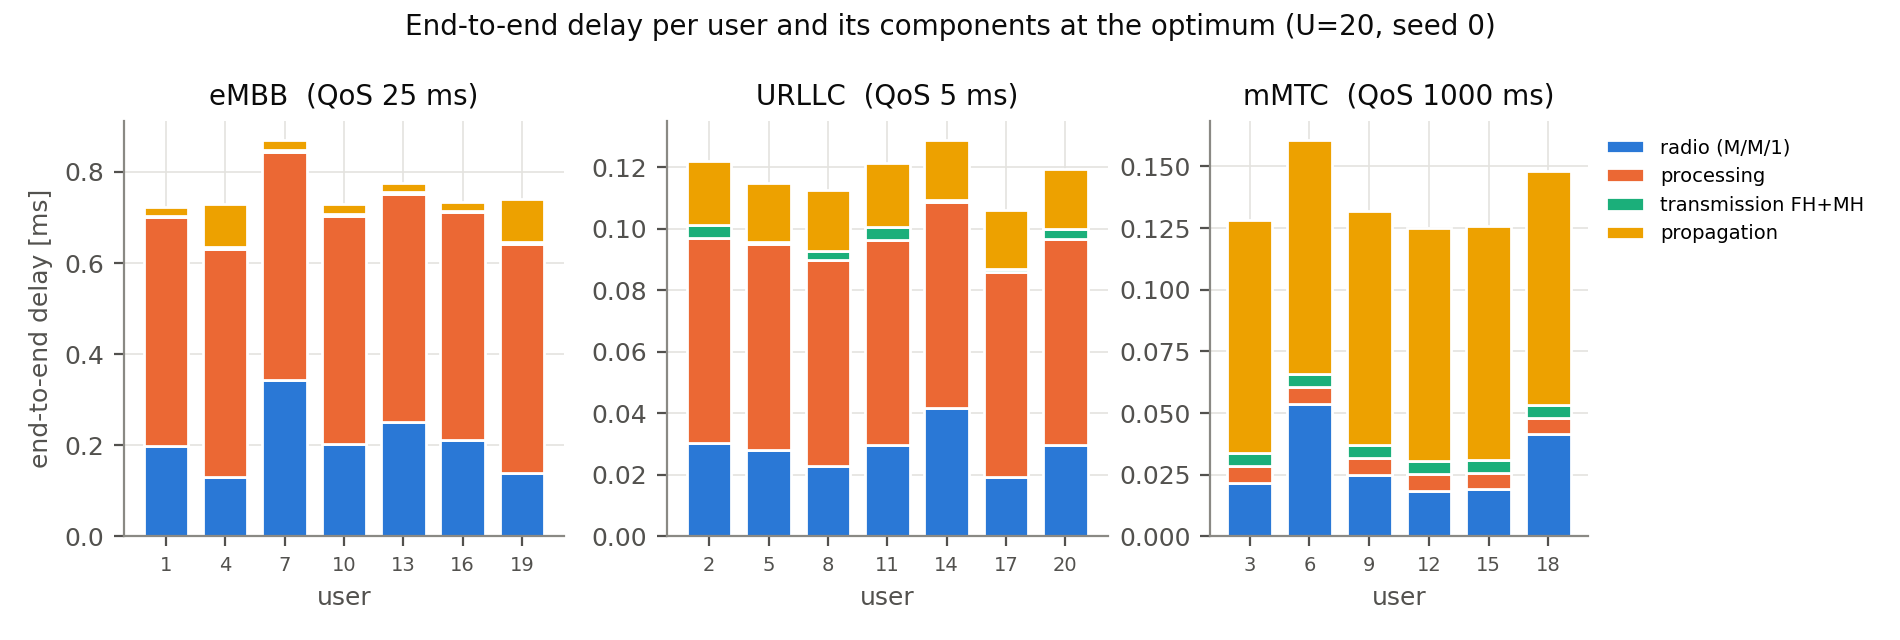 End-to-end delay per user and its components at the optimum (U=20, seed 0)
eMBB  (QoS 25 ms)
end-to-end delay [ms]
0.8
0.6
0.4
0.2
0.0
1 4 7 10 13 16 19
user
URLLC  (QoS 5 ms)
0.12
0.10
0.08
0.06
0.04
0.02
0.00
2 5 8 11 14 17 20
user
mMTC  (QoS 1000 ms)
0.150
0.125
0.100
0.075
0.050
0.025
0.000
3 6 9 12 15 18
user
radio (M/M/1)
processing
transmission FH+MH
propagation